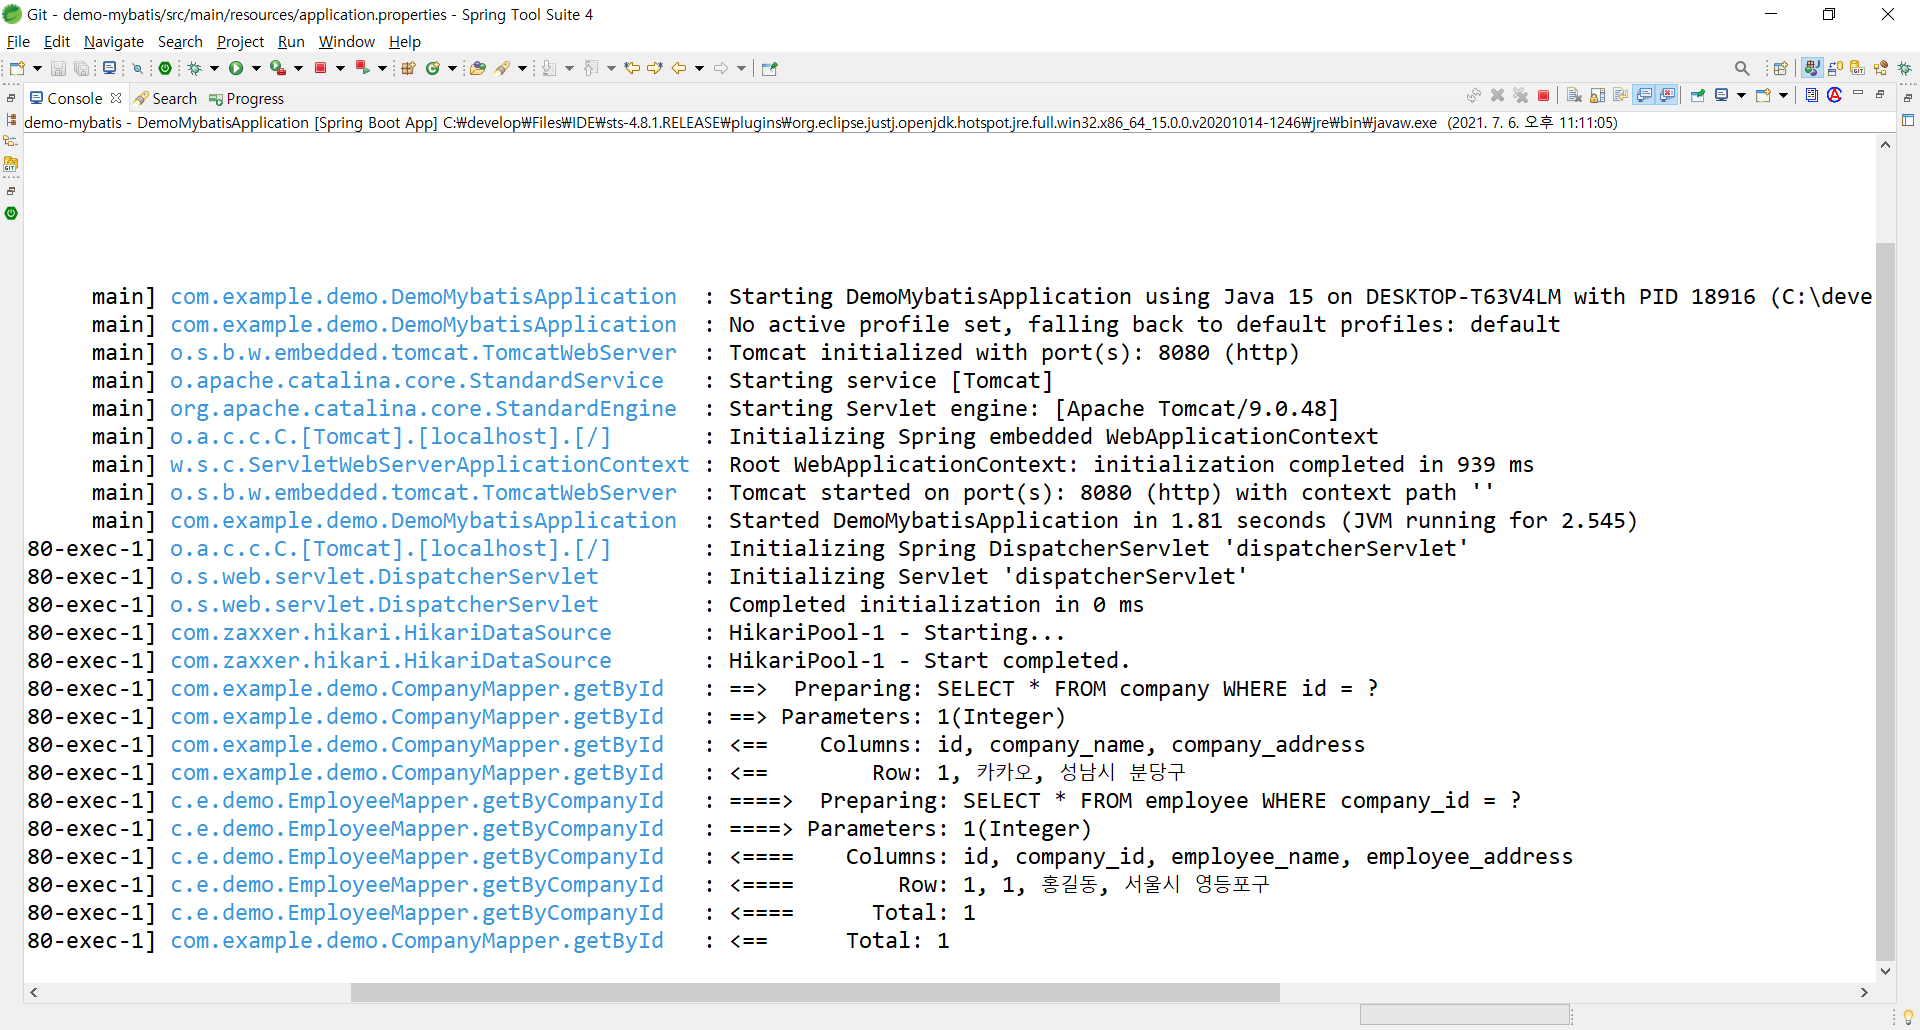 Git - demo-mybatis/src/main/resources/application.properties - Spring Tool Suite 4
File Edit Navigate Search Project Run Window Help
Console Search Progress
demo-mybatis - DemoMybatisApplication [Spring Boot App] C:₩develop₩Files₩IDE₩sts-4.8.1.RELEASE₩plugins₩org.eclipse.justj.openjdk.hotspot.jre.full.win32.x86_64_15.0.0.v20201014-1246₩jre₩bin₩javaw.exe (2021. 7. 6. 오후 11:11:05)
main] com.example.demo.DemoMybatisApplication : Starting DemoMybatisApplication using Java 15 on DESKTOP-T63V4LM with PID 18916 (C:\deve
main] com.example.demo.DemoMybatisApplication : No active profile set, falling back to default profiles: default
main] o.s.b.w.embedded.tomcat.TomcatWebServer : Tomcat initialized with port(s): 8080 (http)
main] o.apache.catalina.core.StandardService : Starting service [Tomcat]
main] org.apache.catalina.core.StandardEngine : Starting Servlet engine: [Apache Tomcat/9.0.48]
main] o.a.c.c.C.[Tomcat].[localhost].[/] : Initializing Spring embedded WebApplicationContext
main] w.s.c.ServletWebServerApplicationContext : Root WebApplicationContext: initialization completed in 939 ms
main] o.s.b.w.embedded.tomcat.TomcatWebServer : Tomcat started on port(s): 8080 (http) with context path ''
main] com.example.demo.DemoMybatisApplication : Started DemoMybatisApplication in 1.81 seconds (JVM running for 2.545)
80-exec-1] o.a.c.c.C.[Tomcat].[localhost].[/] : Initializing Spring DispatcherServlet 'dispatcherServlet'
80-exec-1] o.s.web.servlet.DispatcherServlet : Initializing Servlet 'dispatcherServlet'
80-exec-1] o.s.web.servlet.DispatcherServlet : Completed initialization in 0 ms
80-exec-1] com.zaxxer.hikari.HikariDataSource : HikariPool-1 - Starting...
80-exec-1] com.zaxxer.hikari.HikariDataSource : HikariPool-1 - Start completed.
80-exec-1] com.example.demo.CompanyMapper.getById : ==> Preparing: SELECT * FROM company WHERE id = ?
80-exec-1] com.example.demo.CompanyMapper.getById : ==> Parameters: 1(Integer)
80-exec-1] com.example.demo.CompanyMapper.getById : <== Columns: id, company_name, company_address
80-exec-1] com.example.demo.CompanyMapper.getById : <== Row: 1, 카카오, 성남시 분당구
80-exec-1] c.e.demo.EmployeeMapper.getByCompanyId : ====> Preparing: SELECT * FROM employee WHERE company_id = ?
80-exec-1] c.e.demo.EmployeeMapper.getByCompanyId : ====> Parameters: 1(Integer)
80-exec-1] c.e.demo.EmployeeMapper.getByCompanyId : <==== Columns: id, company_id, employee_name, employee_address
80-exec-1] c.e.demo.EmployeeMapper.getByCompanyId : <==== Row: 1, 1, 홍길동, 서울시 영등포구
80-exec-1] c.e.demo.EmployeeMapper.getByCompanyId : <==== Total: 1
80-exec-1] com.example.demo.CompanyMapper.getById : <== Total: 1